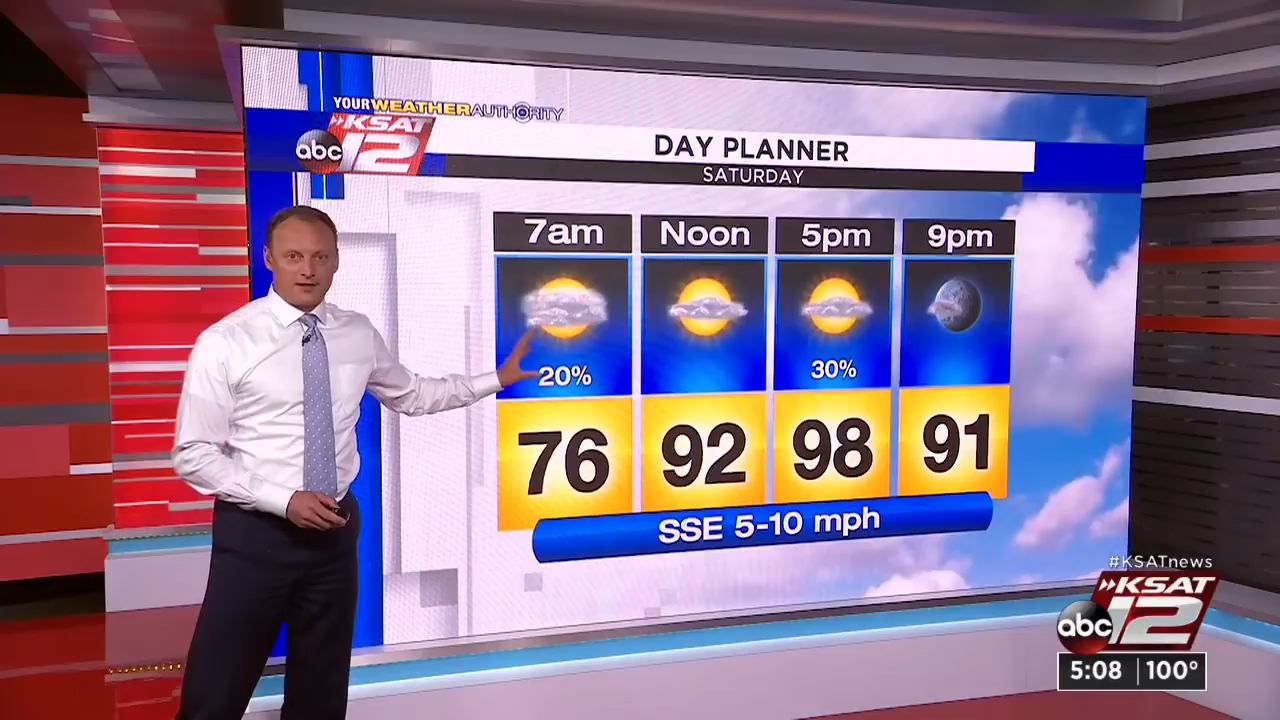 YOUR WEATHER AUTHORITY
»KSAT
abc 12
DAY PLANNER
SATURDAY
7am Noon 5pm 9pm
20% 30%
76 92 98 91
SSE 5-10 mph
#KSATnews
»KSAT
abc 12
5:08 100°